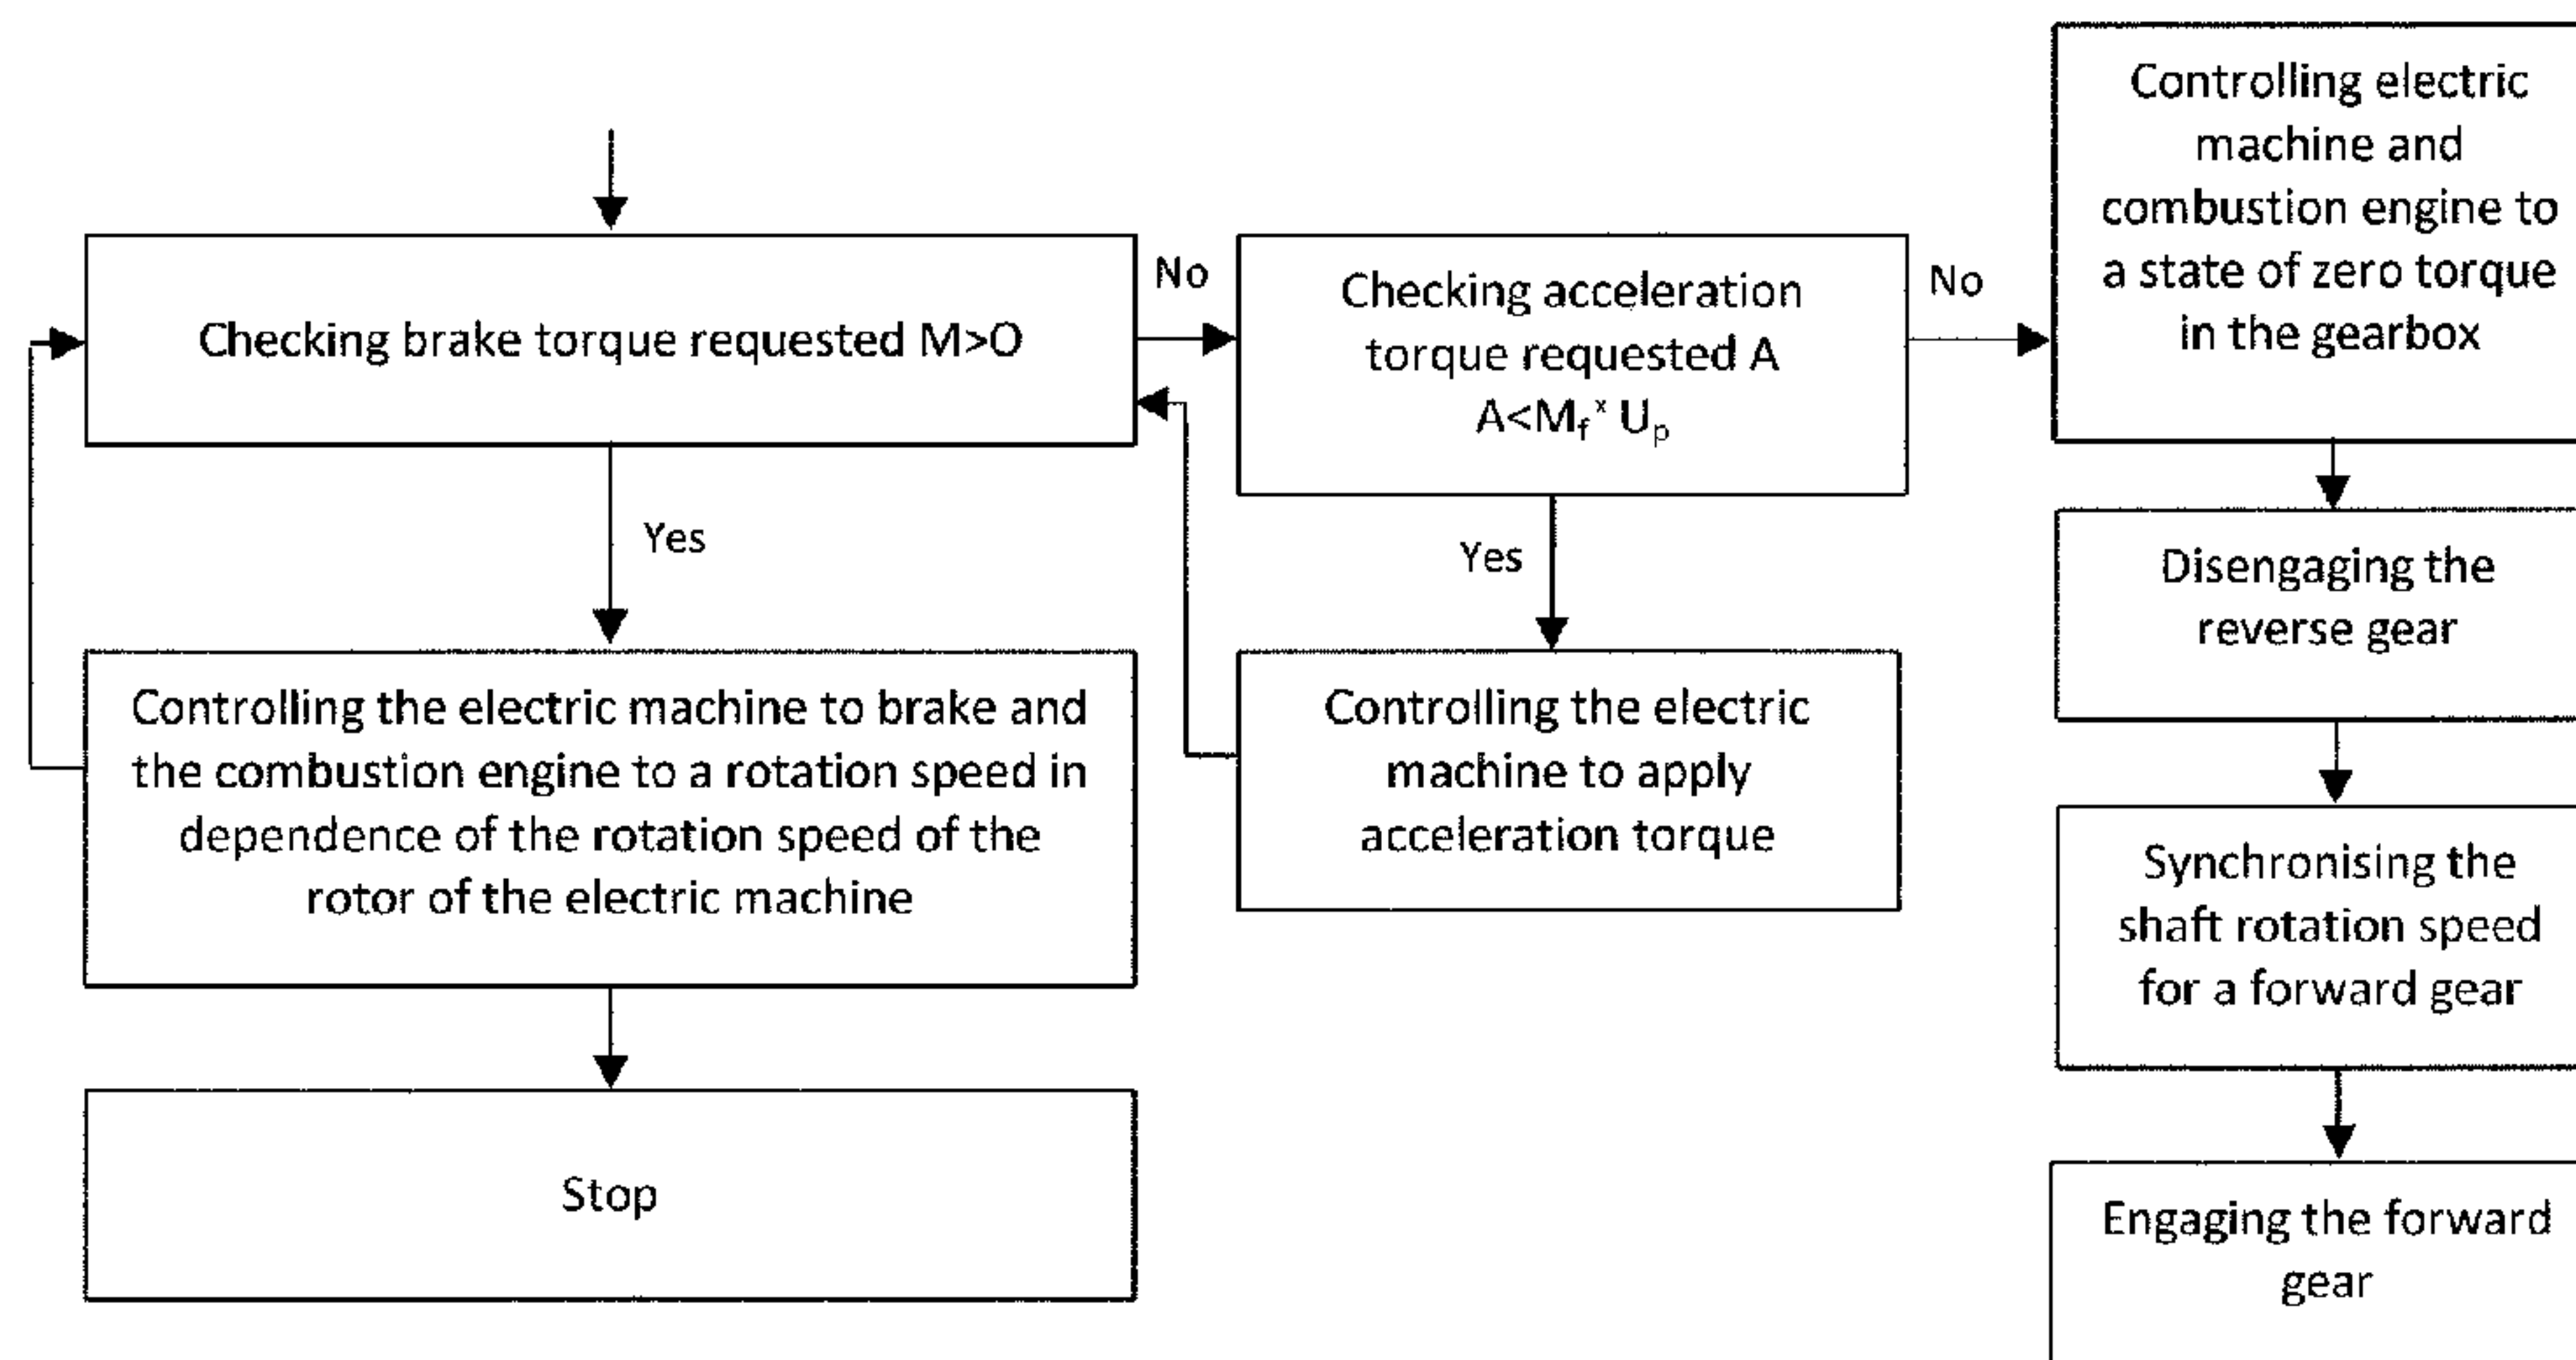 Checking brake torque requested M>O
No
Checking acceleration
torque requested A
A<Mf x Up
No
Controlling electric
machine and
combustion engine to
a state of zero torque
in the gearbox
Yes
Yes
Controlling the electric machine to brake and
the combustion engine to a rotation speed in
dependence of the rotation speed of the
rotor of the electric machine
Controlling the electric
machine to apply
acceleration torque
Disengaging the
reverse gear
Synchronising the
shaft rotation speed
for a forward gear
Stop
Engaging the forward
gear